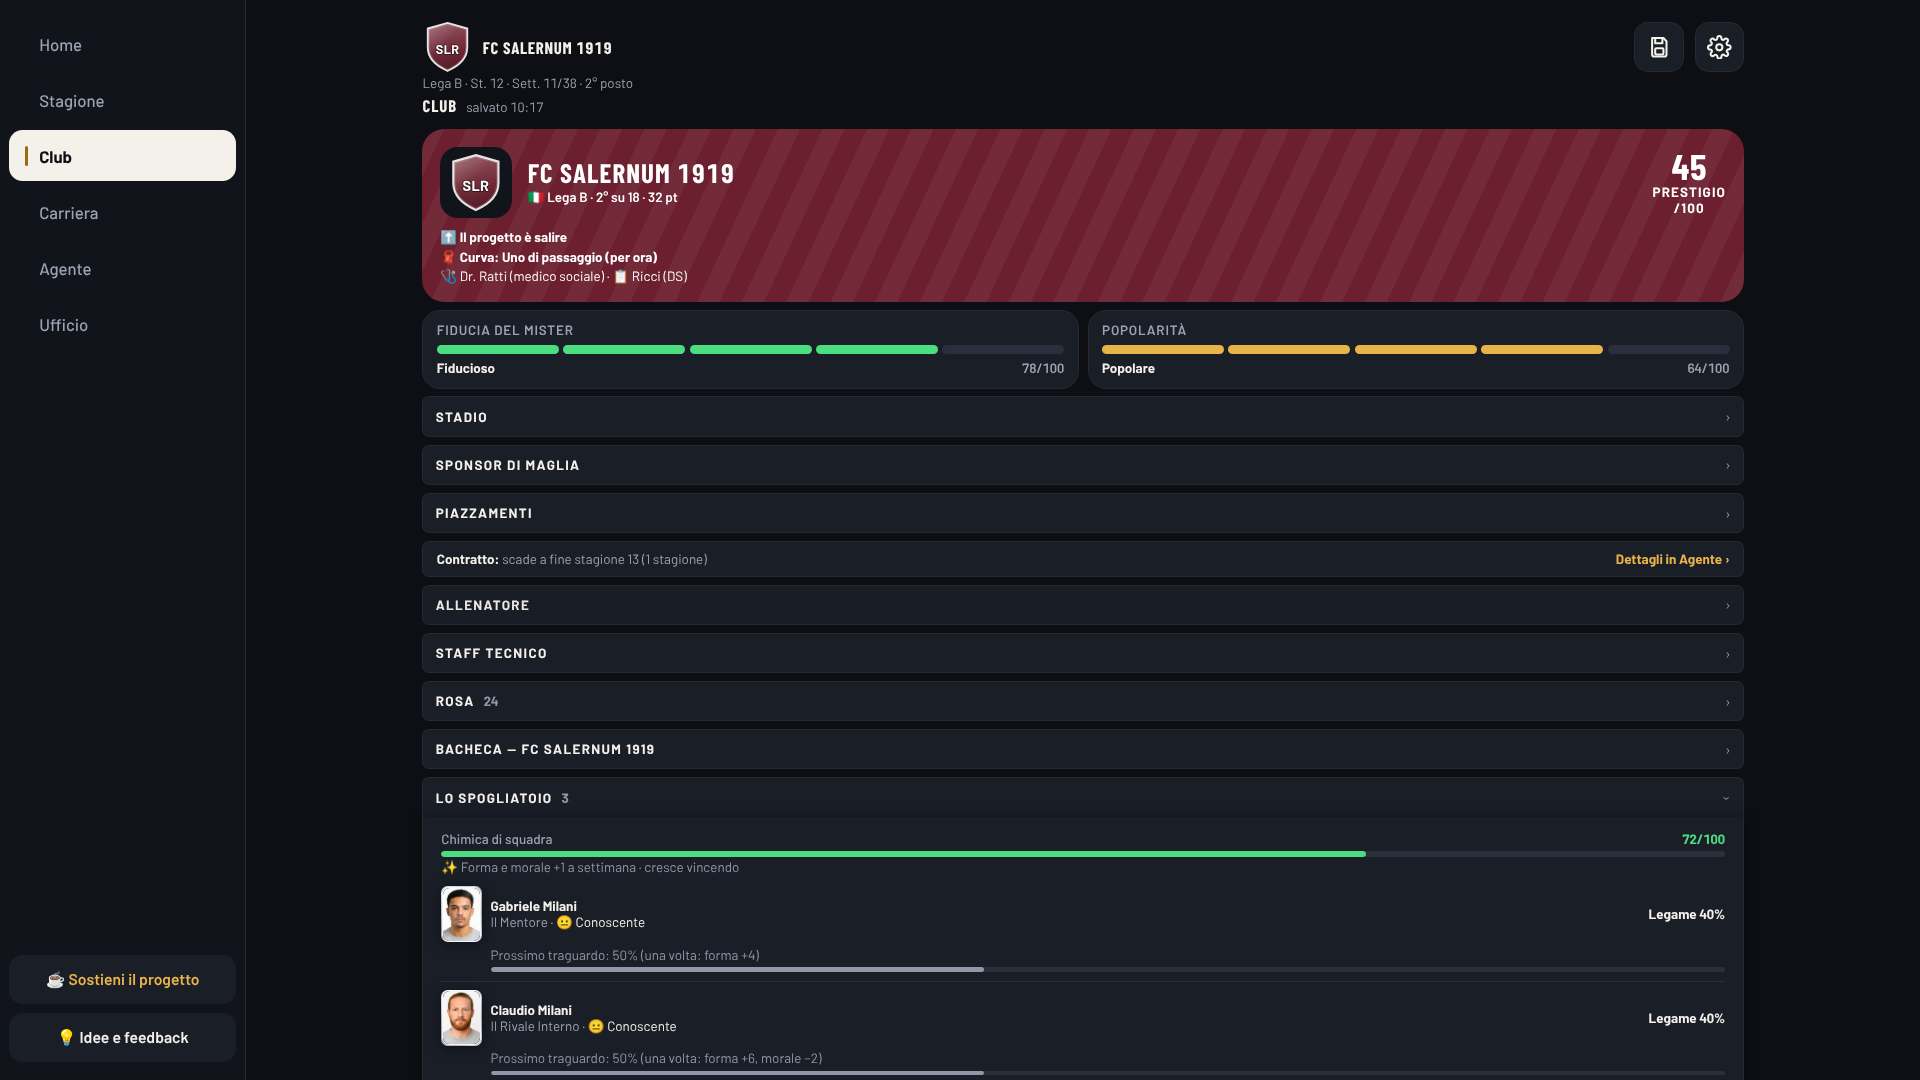 Home
Stagione
Club
Carriera
Agente
Ufficio
☕ Sostieni il progetto
💡 Idee e feedback
SLR
FC SALERNUM 1919
Lega B · St. 12 · Sett. 11/38 · 2° posto
CLUB salvato 10:17
SLR
FC SALERNUM 1919
🇮🇹 Lega B · 2° su 18 · 32 pt
45
PRESTIGIO
/100
⬆️ Il progetto è salire
🧣 Curva: Uno di passaggio (per ora)
🩺 Dr. Ratti (medico sociale) · 📋 Ricci (DS)
FIDUCIA DEL MISTER
Fiducioso 78/100
POPOLARITÀ
Popolare 64/100
STADIO ›
SPONSOR DI MAGLIA ›
PIAZZAMENTI ›
Contratto: scade a fine stagione 13 (1 stagione) Dettagli in Agente ›
ALLENATORE ›
STAFF TECNICO ›
ROSA 24 ›
BACHECA — FC SALERNUM 1919 ›
LO SPOGLIATOIO 3
Chimica di squadra 72/100
✨ Forma e morale +1 a settimana · cresce vincendo
Gabriele Milani
Il Mentore · 😐 Conoscente
Legame 40%
Prossimo traguardo: 50% (una volta: forma +4)
Claudio Milani
Il Rivale Interno · 😐 Conoscente
Legame 40%
Prossimo traguardo: 50% (una volta: forma +6, morale −2)